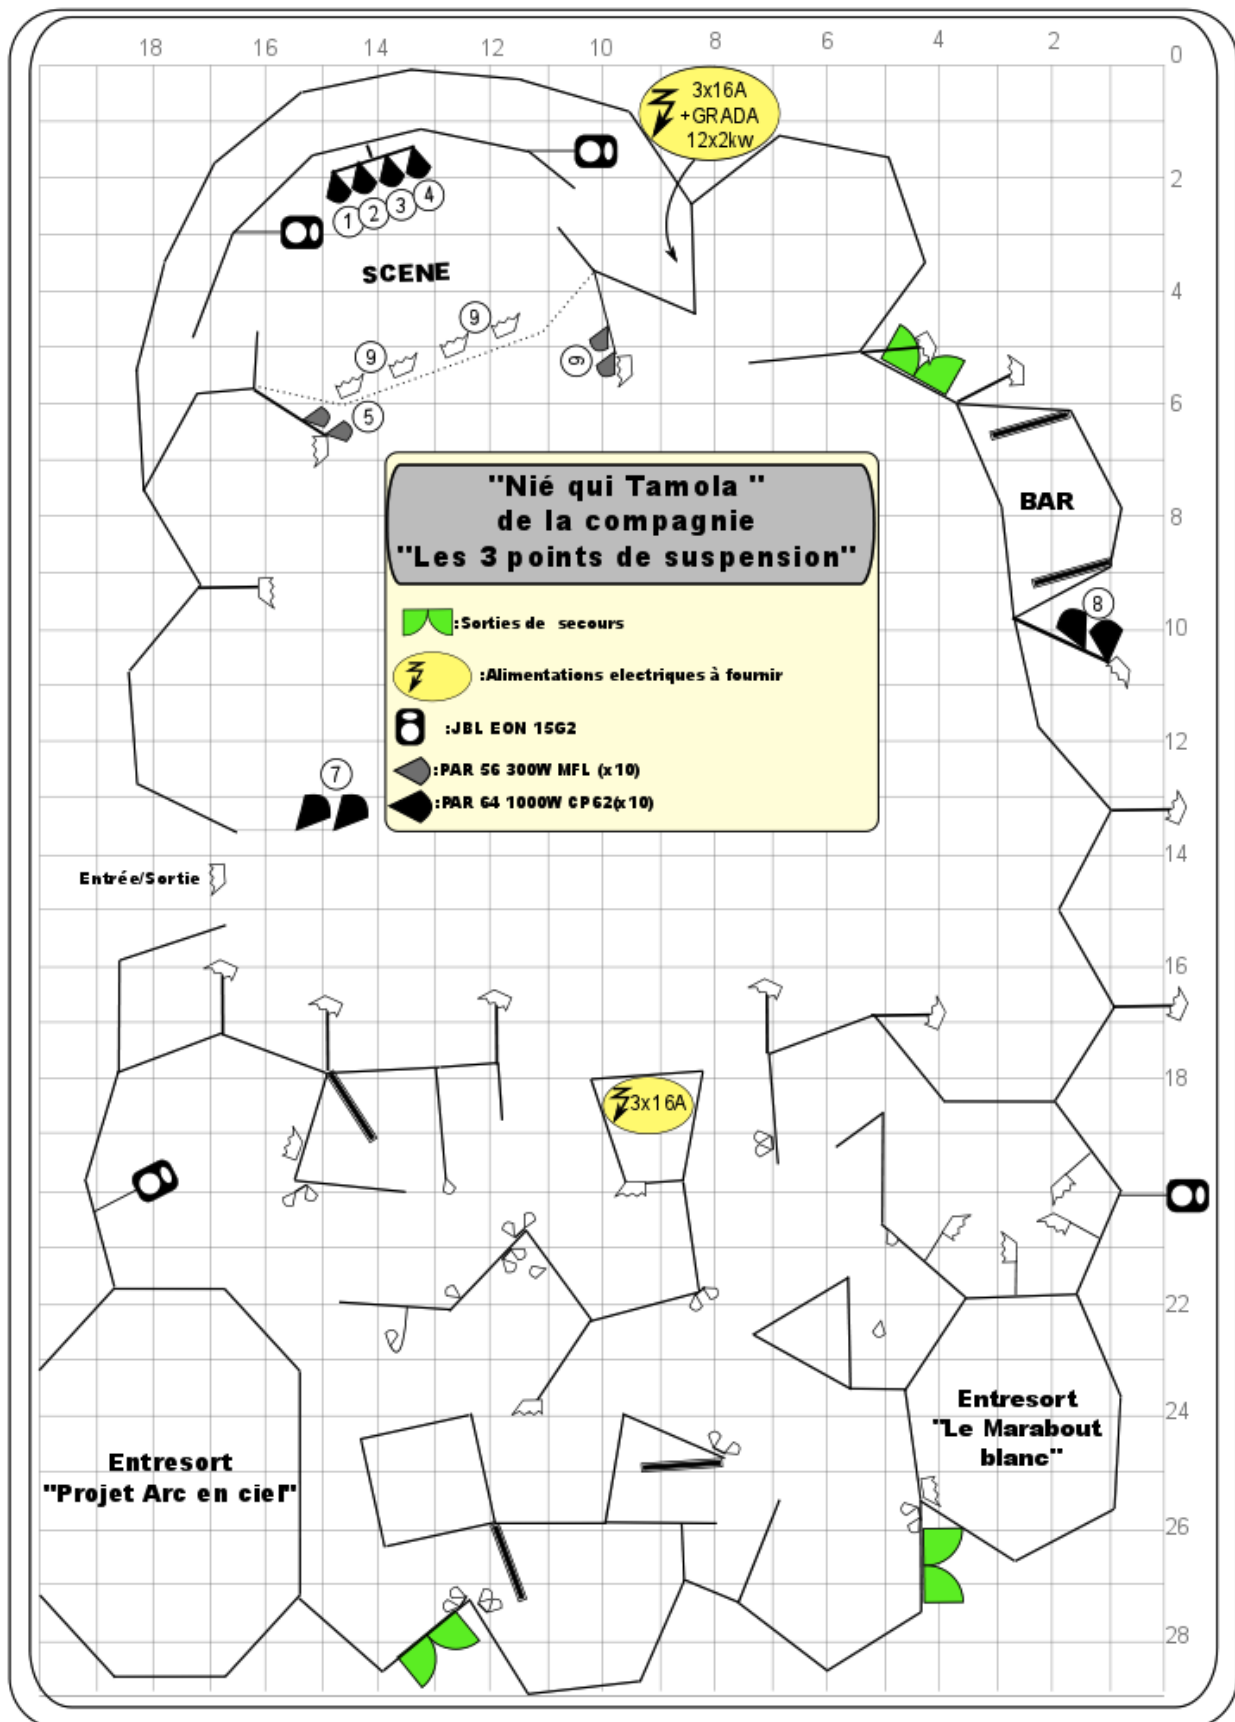 18 16 14 12 10 8 6 4 2 0
3x16A
+GRADA
12x2kw
2
1 2 3 4
SCENE
4
9
9
9
5
6
"Nié qui Tamola "
de la compagnie
"Les 3 points de suspension"
BAR
8
:Sorties de secours
8
10
:Alimentations electriques à fournir
:JBL EON 15G2
12
:PAR 56 300W MFL (x10)
7
:PAR 64 1000W CP62(x10)
14
Entrée/Sortie
16
18
3x16A
22
Entresort
"Le Marabout
blanc"
24
Entresort
"Projet Arc en ciel"
26
28